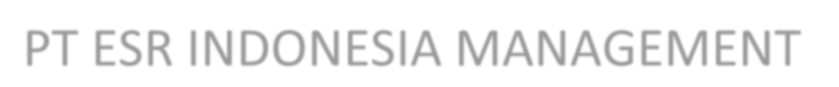 PT ESR INDONESIA MANAGEMENT